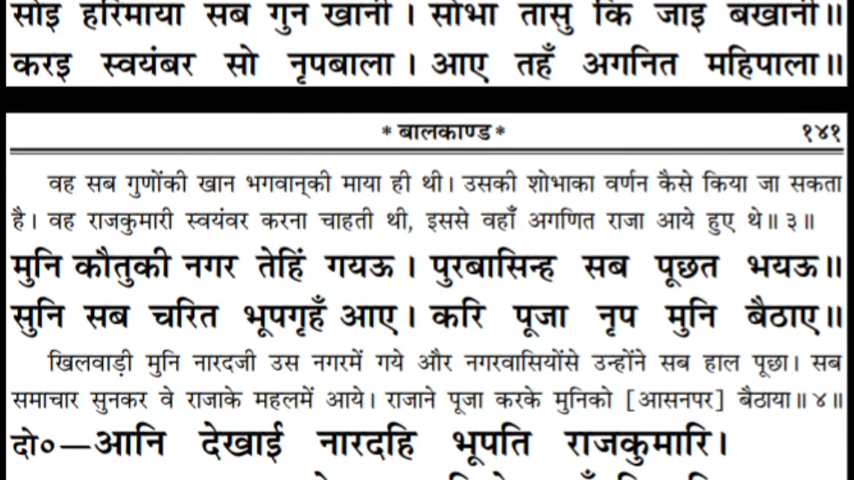 सोइ हरिमाया सब गुन खानी । सोभा तासु कि जाइ बखानी॥
करइ स्वयंबर सो नृपबाला । आए तहँ अगनित महिपाला॥
* बालकाण्ड * १४१
वह सब गुणोंकी खान भगवान्‌की माया ही थी। उसकी शोभाका वर्णन कैसे किया जा सकता
है। वह राजकुमारी स्वयंवर करना चाहती थी, इससे वहाँ अगणित राजा आये हुए थे॥३॥
मुनि कौतुकी नगर तेहिं गयऊ । पुरबासिन्ह सब पूछत भयऊ॥
सुनि सब चरित भूपगृहँ आए। करि पूजा नृप मुनि बैठाए॥
खिलवाड़ी मुनि नारदजी उस नगरमें गये और नगरवासियोंसे उन्होंने सब हाल पूछा। सब
समाचार सुनकर वे राजाके महलमें आये। राजाने पूजा करके मुनिको [आसनपर] बैठाया॥४॥
दो०—आनि देखाई नारदहि भूपति राजकुमारि।